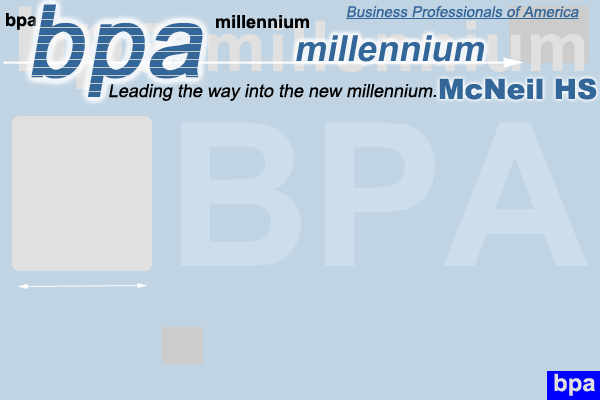 Business Professionals of America
bpa
bpa
millennium
bpa millennium
millennium
Leading the way into the new millennium.
McNeil HS
BPA
bpa